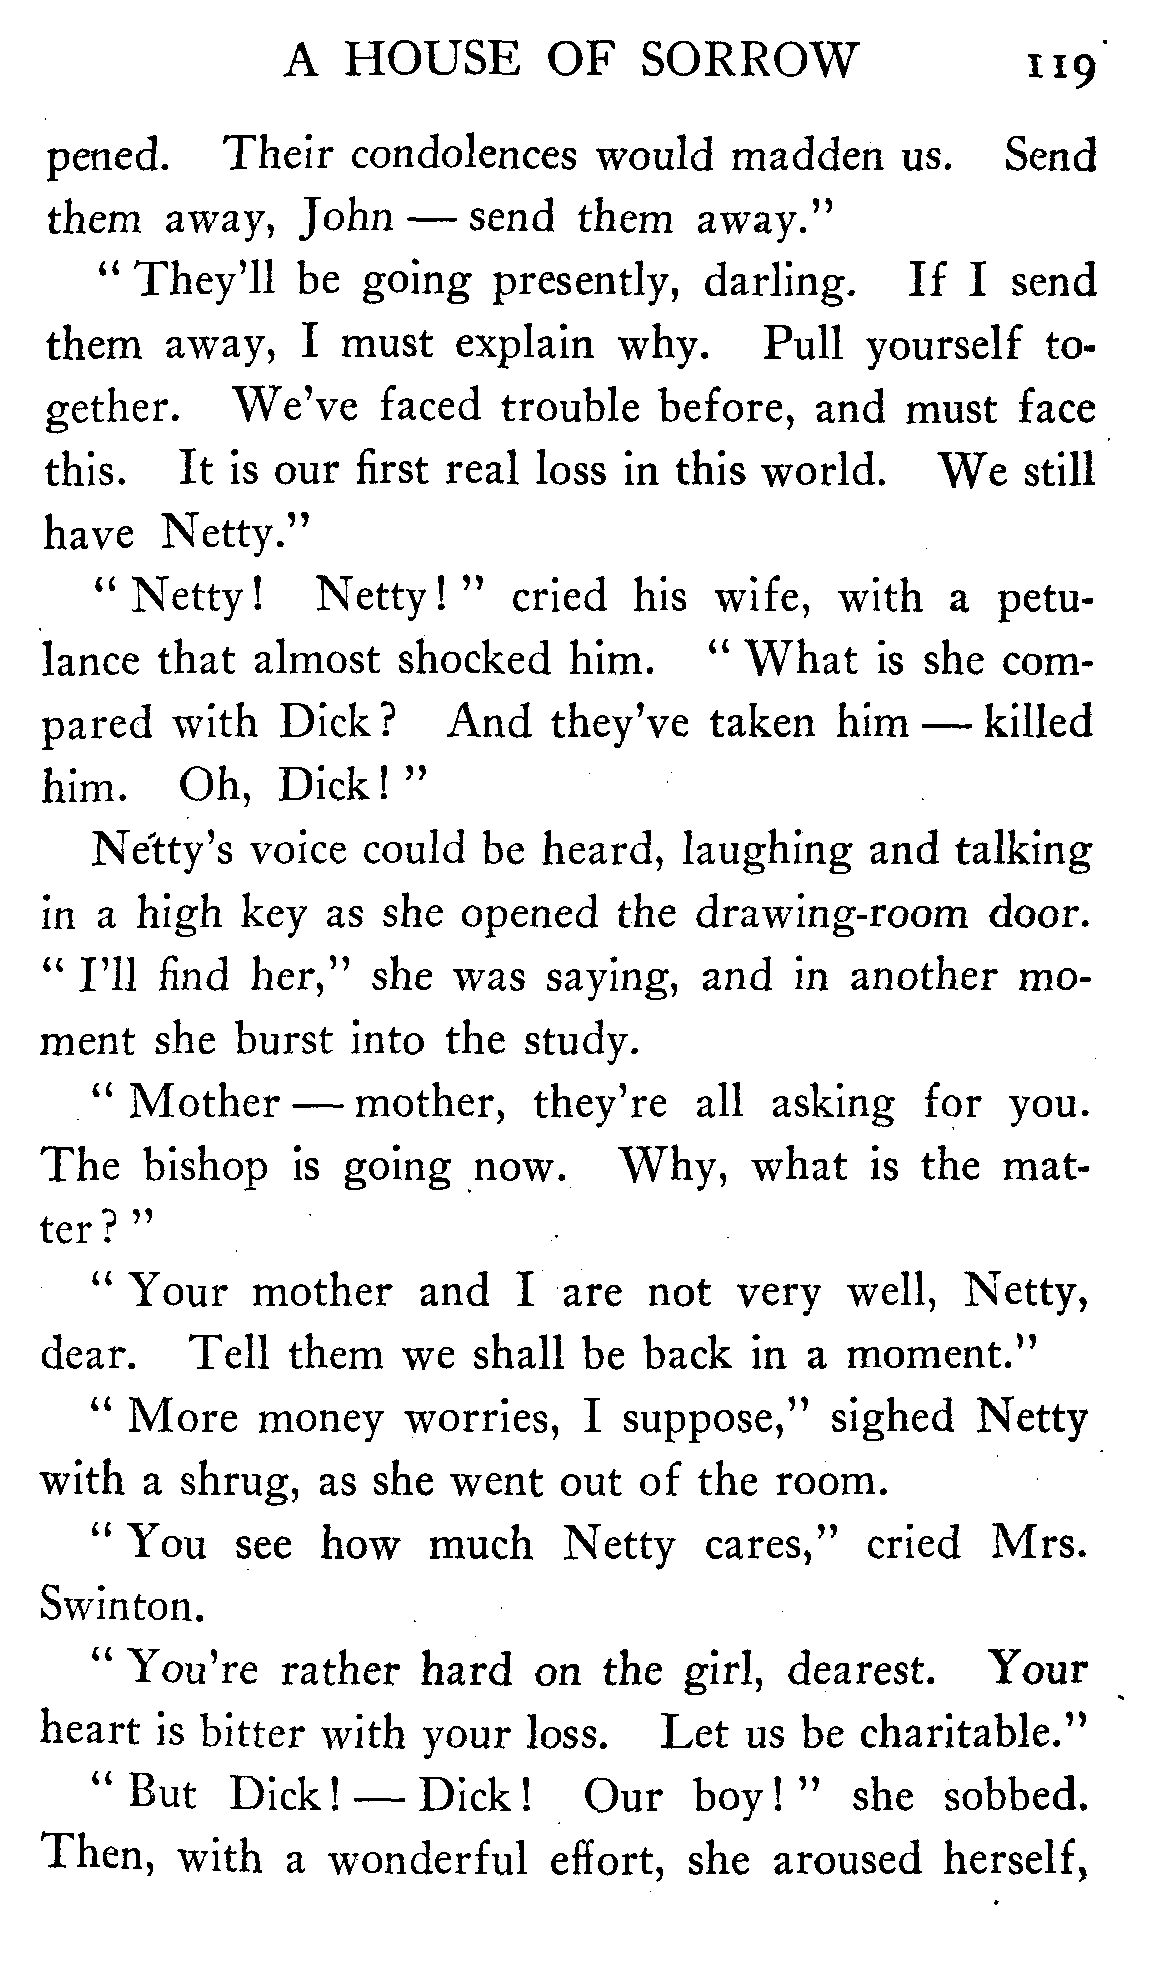 A HOUSE OF SORROW 119
pened. Their condolences would madden us. Send
them away, John — send them away."
" They'll be going presently, darling. If I send
them away, I must explain why. Pull yourself to-
gether. We've faced trouble before, and must face
this. It is our first real loss in this world. We still
have Netty."
" Netty! Netty! " cried his wife, with a petu-
lance that almost shocked him. " What is she com-
pared with Dick? And they've taken him — killed
him. Oh, Dick! "
Netty's voice could be heard, laughing and talking
in a high key as she opened the drawing-room door.
" I'll find her," she was saying, and in another mo-
ment she burst into the study.
" Mother — mother, they're all asking for you.
The bishop is going now. Why, what is the mat-
ter? "
" Your mother and I are not very well, Netty,
dear. Tell them we shall be back in a moment."
" More money worries, I suppose," sighed Netty
with a shrug, as she went out of the room.
" You see how much Netty cares," cried Mrs.
Swinton.
" You're rather hard on the girl, dearest. Your
heart is bitter with your loss. Let us be charitable."
" But Dick! — Dick! Our boy! " she sobbed.
Then, with a wonderful effort, she aroused herself,